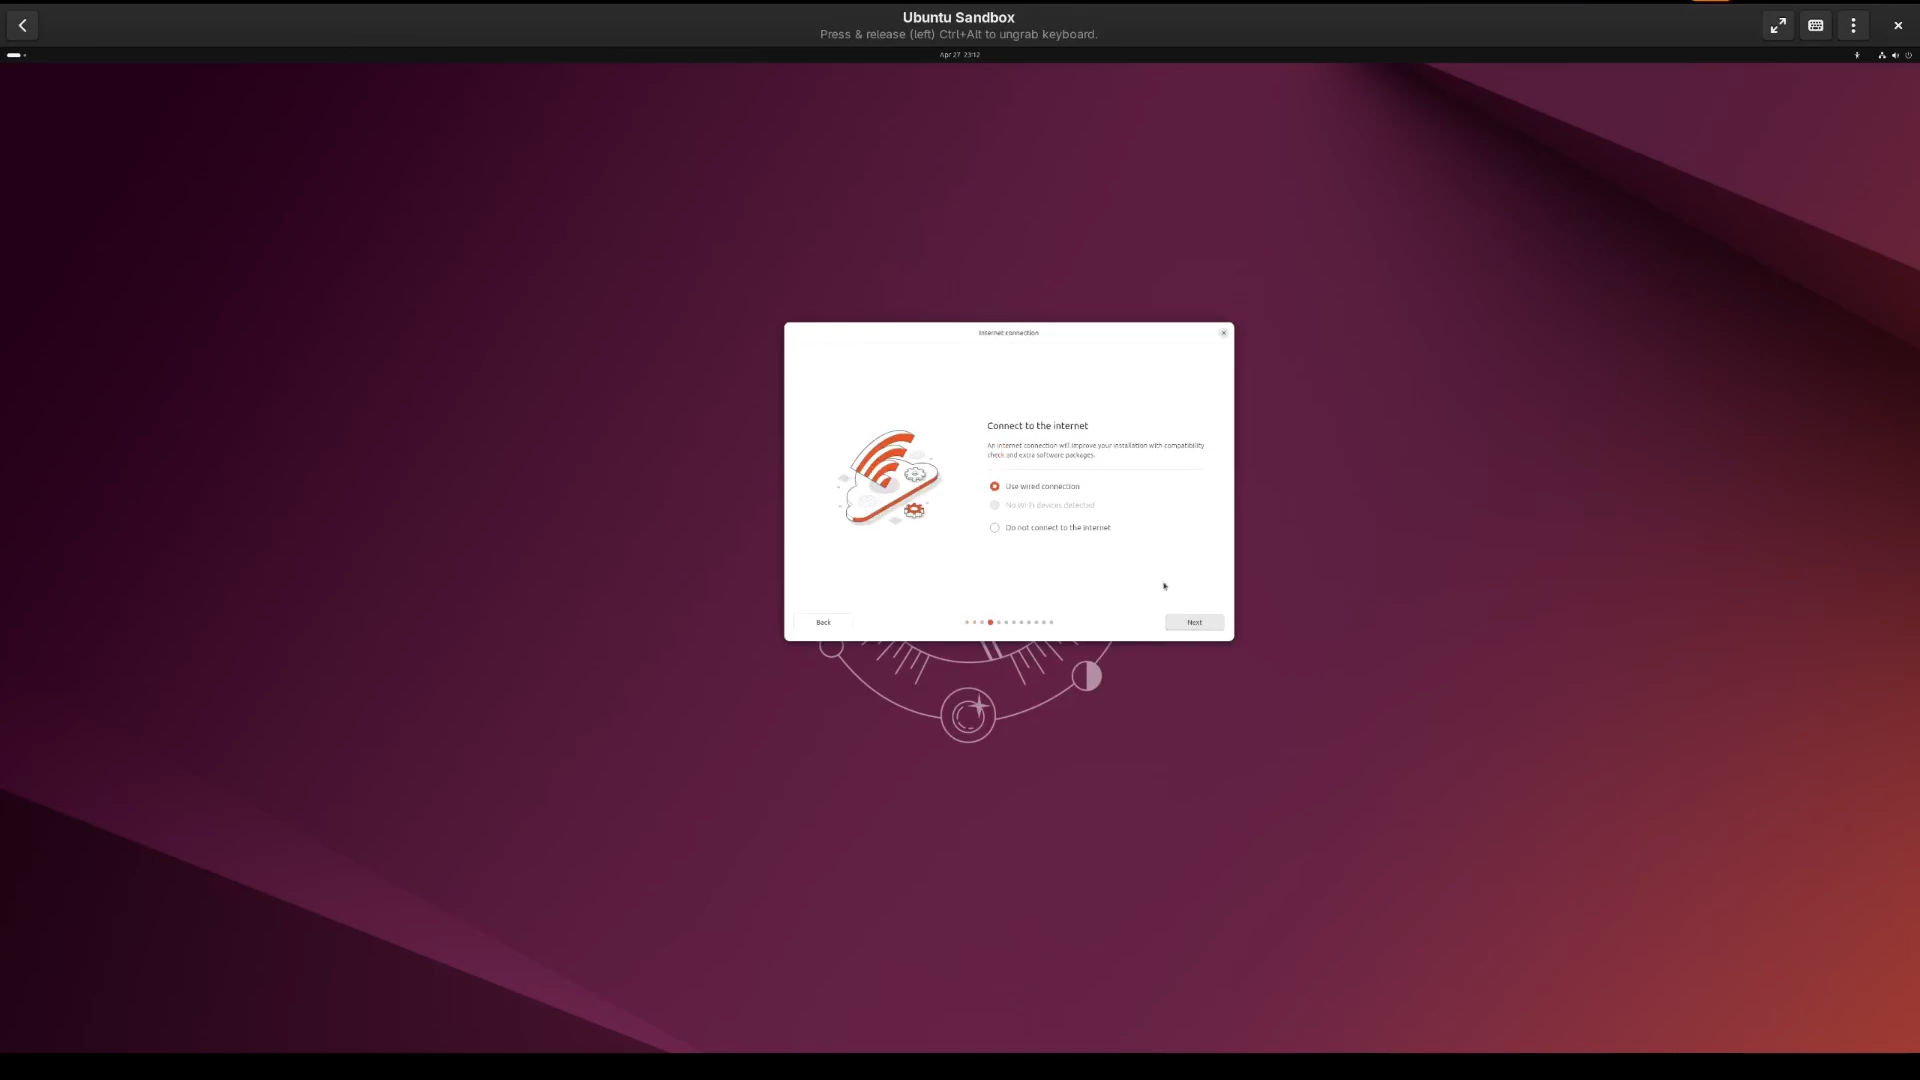 Ubuntu Sandbox
Press & release (left) Ctrl+Alt to ungrab keyboard.
Apr 27 23:12
Internet connection
Connect to the internet
An internet connection will improve your installation with compatibility
check and extra software packages.
Use wired connection
No Wi-Fi devices detected
Do not connect to the internet
Back
Next